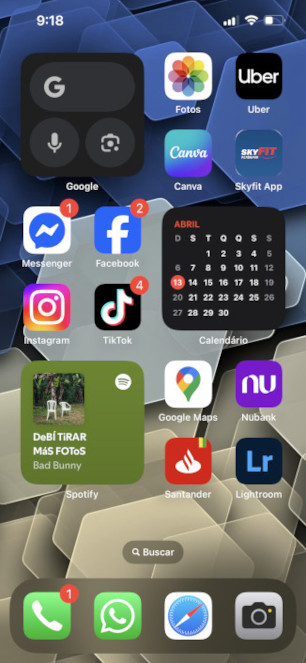 9:18
G
Uber
Fotos
Uber
Canva
SKYFIT
Google
Canva
Skyfit App
1
2
Messenger
Facebook
ABRIL
D S T Q Q S S
1 2 3 4 5
6 7 8 9 10 11 12
13 14 15 16 17 18 19
20 21 22 23 24 25 26
27 28 29 30
4
Instagram
TikTok
Calendário
nu
DeBÍ TiRAR
MáS FOToS
Bad Bunny
Google Maps
Nubank
Lr
Spotify
Santander
Lightroom
Buscar
1